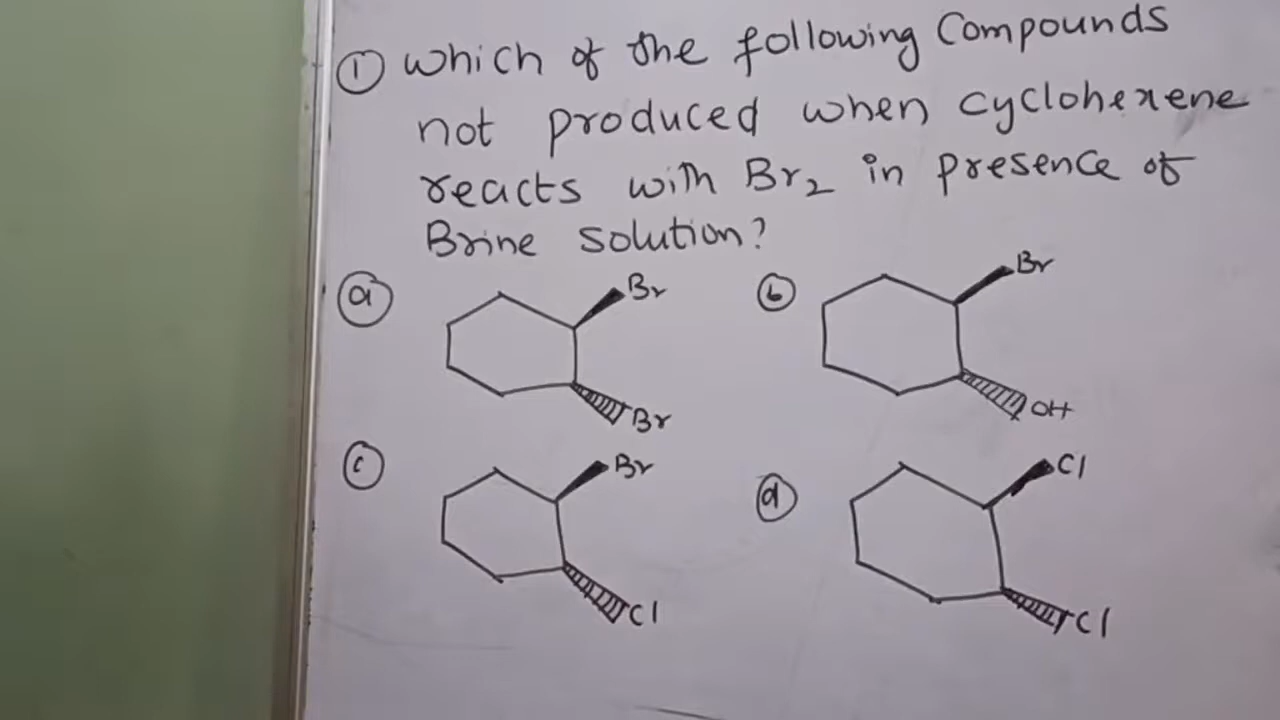 ① Which of the following Compounds
not produced when cyclohexene
reacts with Br₂ in presence of
Brine solution?
ⓐ Br ⓑ Br
Br OH
ⓒ Br ⓓ Cl
Cl Cl